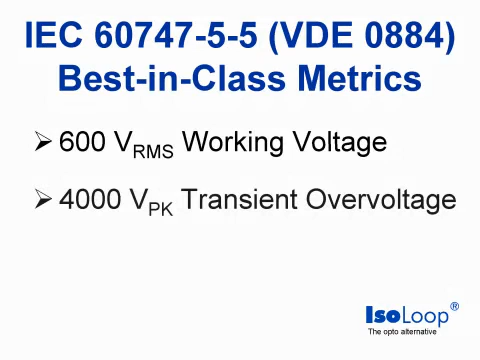 IEC 60747-5-5 (VDE 0884)
Best-in-Class Metrics
➢ 600 VRMS Working Voltage
➢ 4000 VPK Transient Overvoltage
IsoLoop®
The opto alternative